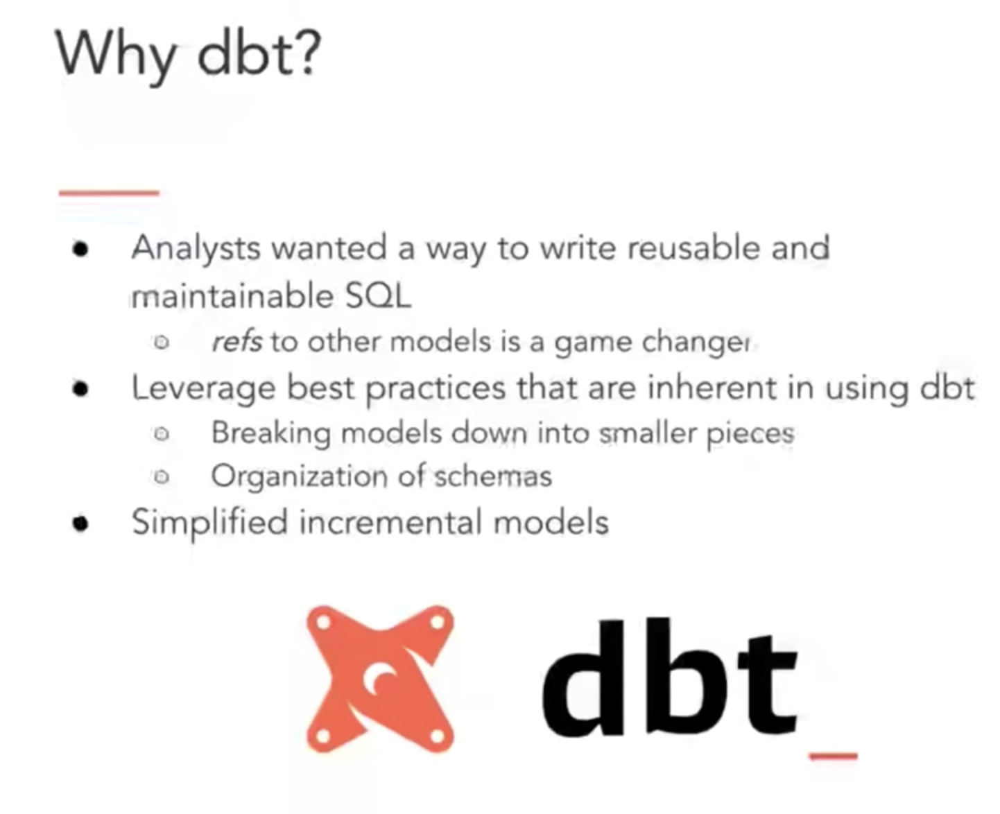 Why dbt?
● Analysts wanted a way to write reusable and
maintainable SQL
○ refs to other models is a game changer
● Leverage best practices that are inherent in using dbt
○ Breaking models down into smaller pieces
○ Organization of schemas
● Simplified incremental models
dbt_